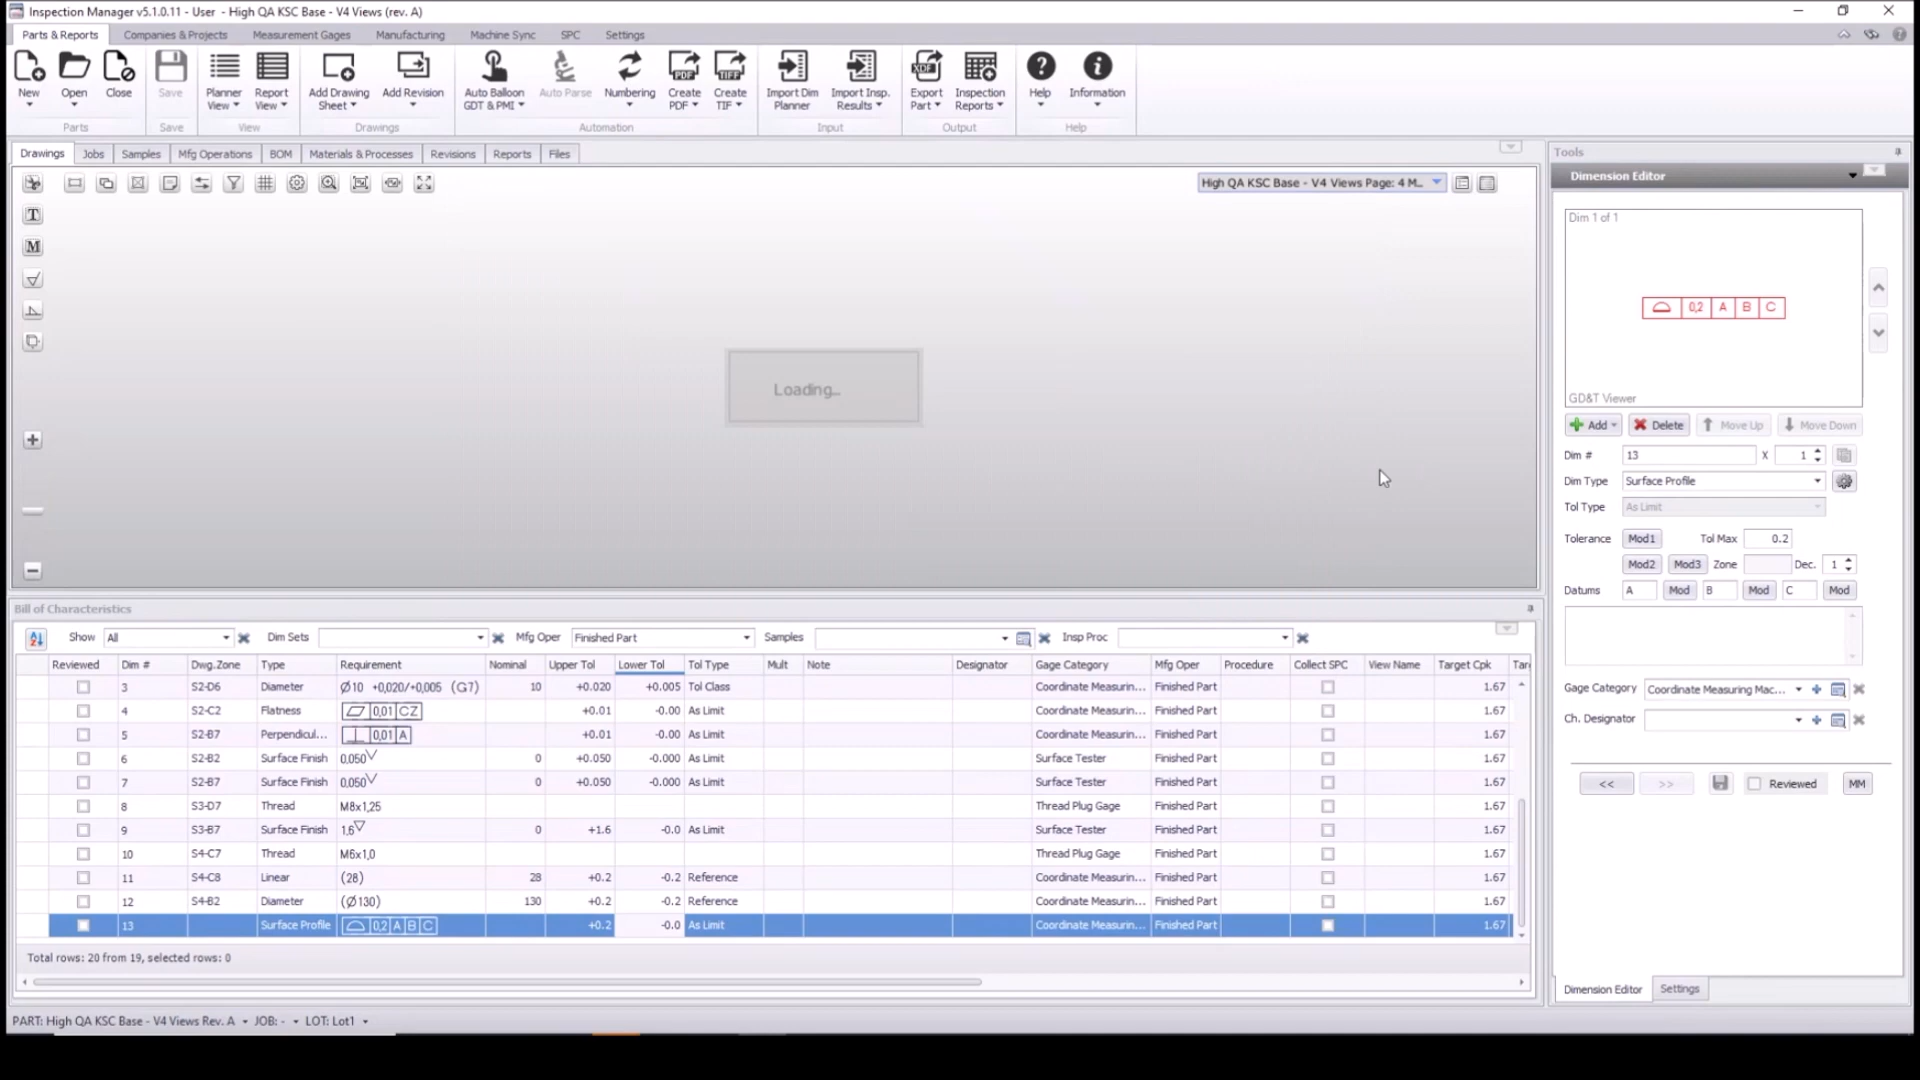 Inspection Manager v5.1.0.11 - User - High QA KSC Base - V4 Views (rev. A)
Parts & Reports Companies & Projects Measurement Gages Manufacturing Machine Sync SPC Settings
New Open Close Save Planner View Report View Add Drawing Sheet Add Revision Auto Balloon GDT & PMI Auto Parse Numbering Create PDF Create TIF Import Dim Planner Import Insp. Results Export Part Inspection Reports Help Information
Parts Save View Drawings Automation Input Output Help
Drawings Jobs Samples Mfg Operations BOM Materials & Processes Revisions Reports Files
High QA KSC Base - V4 Views Page: 4 M...
T
M
Loading...
Bill of Characteristics
Show All Dim Sets Mfg Oper Finished Part Samples Insp Proc
Reviewed Dim # Dwg.Zone Type Requirement Nominal Upper Tol Lower Tol Tol Type Mult Note Designator Gage Category Mfg Oper Procedure Collect SPC View Name Target Cpk Tar
3 S2-D6 Diameter Ø10 +0,020/+0,005 (G7) 10 +0.020 +0.005 Tol Class Coordinate Measurin... Finished Part 1.67
4 S2-C2 Flatness 0,01 CZ +0.01 -0.00 As Limit Coordinate Measurin... Finished Part 1.67
5 S2-B7 Perpendicul... 0,01 A +0.01 -0.00 As Limit Coordinate Measurin... Finished Part 1.67
6 S2-B2 Surface Finish 0,050 0 +0.050 -0.000 As Limit Surface Tester Finished Part 1.67
7 S2-B7 Surface Finish 0,050 0 +0.050 -0.000 As Limit Surface Tester Finished Part 1.67
8 S3-D7 Thread M8x1,25 Thread Plug Gage Finished Part 1.67
9 S3-B7 Surface Finish 1,6 0 +1.6 -0.0 As Limit Surface Tester Finished Part 1.67
10 S4-C7 Thread M6x1,0 Thread Plug Gage Finished Part 1.67
11 S4-C8 Linear (28) 28 +0.2 -0.2 Reference Coordinate Measurin... Finished Part 1.67
12 S4-B2 Diameter (Ø130) 130 +0.2 -0.2 Reference Coordinate Measurin... Finished Part 1.67
13 Surface Profile 0,2 A B C +0.2 -0.0 As Limit Coordinate Measurin... Finished Part 1.67
Total rows: 20 from 19, selected rows: 0
PART: High QA KSC Base - V4 Views Rev. A JOB: - LOT: Lot1
Tools
Dimension Editor
Dim 1 of 1
0,2 A B C
GD&T Viewer
Add Delete Move Up Move Down
Dim # 13 X 1
Dim Type Surface Profile
Tol Type As Limit
Tolerance Mod1 Tol Max 0.2
Mod2 Mod3 Zone Dec. 1
Datums A Mod B Mod C Mod
Gage Category Coordinate Measuring Mac...
Ch. Designator
<< >> Reviewed MM
Dimension Editor Settings